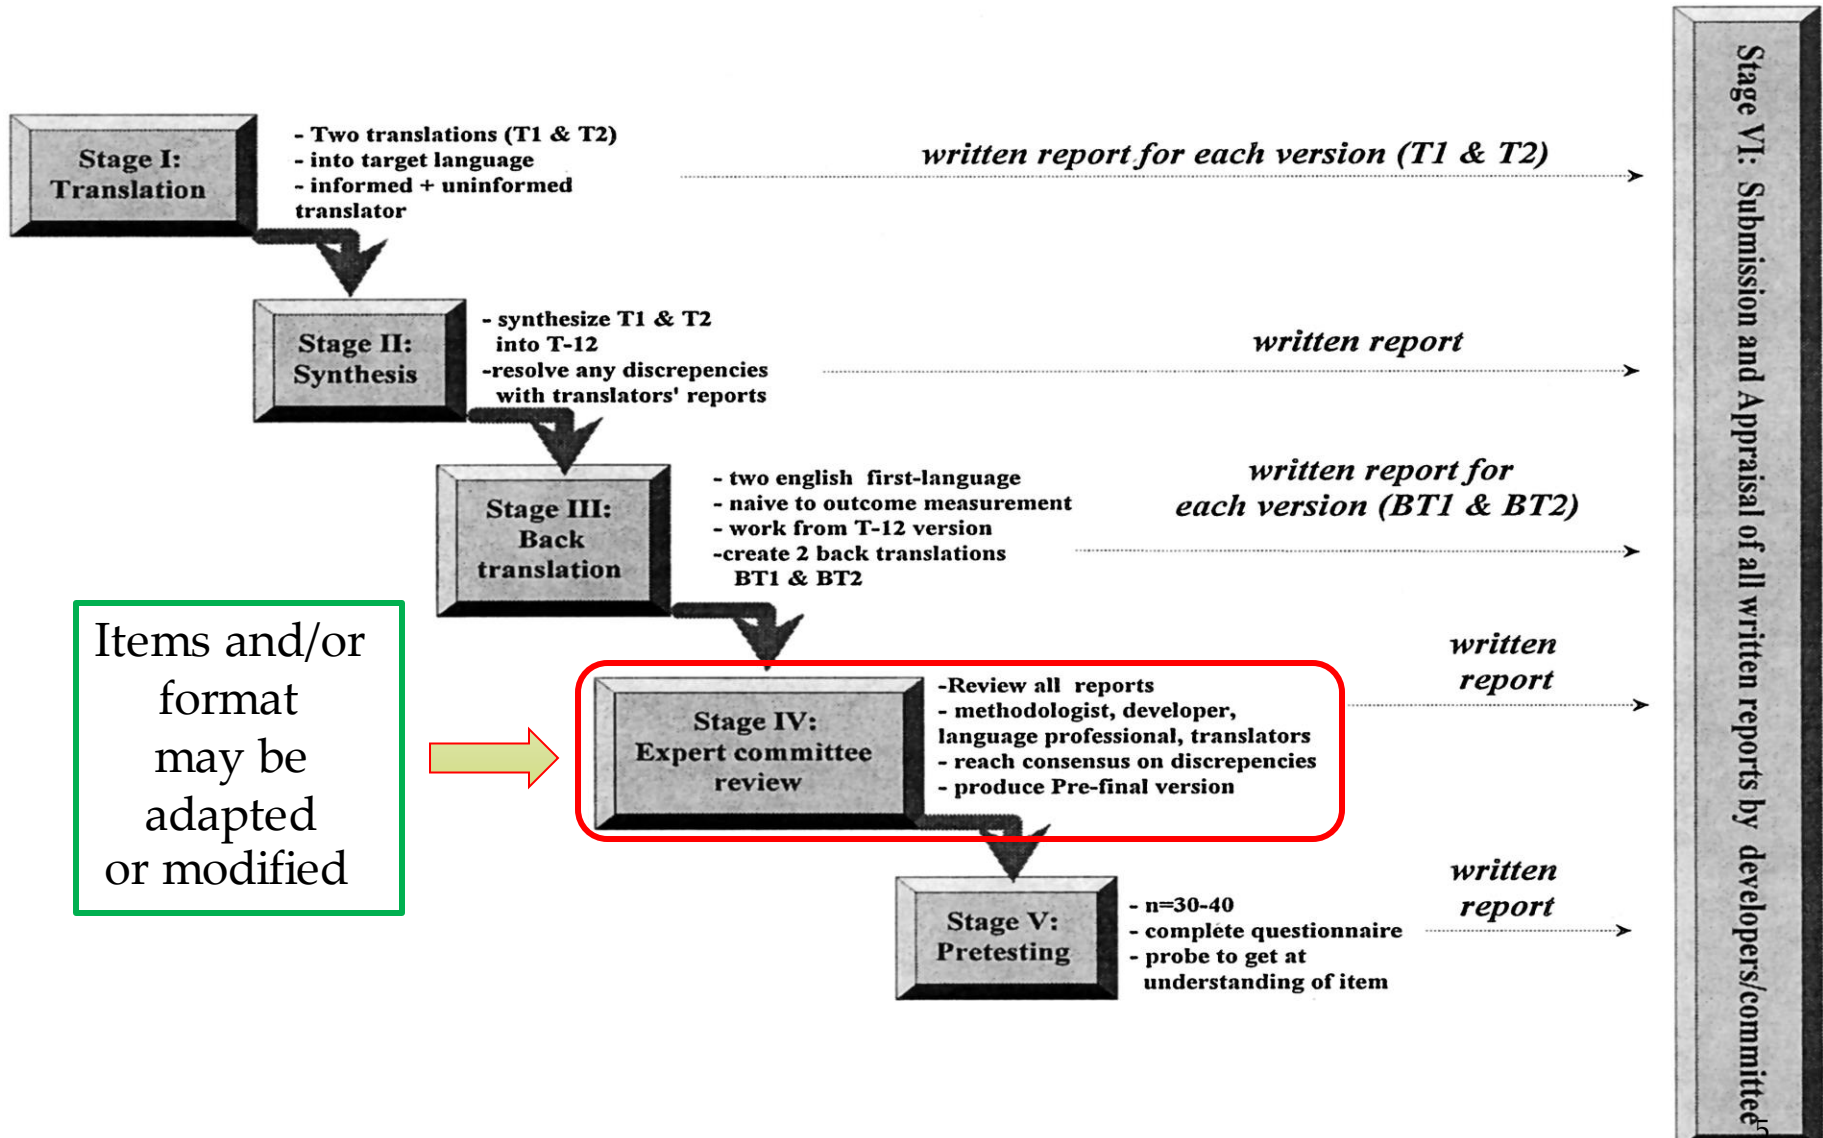 Stage I:
Translation
- Two translations (T1 & T2)
- into target language
- informed + uninformed
translator
written report for each version (T1 & T2)
Stage II:
Synthesis
- synthesize T1 & T2
into T-12
-resolve any discrepencies
with translators' reports
written report
Stage III:
Back
translation
- two english first-language
- naive to outcome measurement
- work from T-12 version
-create 2 back translations
BT1 & BT2
written report for
each version (BT1 & BT2)
Items and/or
format
may be
adapted
or modified
Stage IV:
Expert committee
review
-Review all reports
- methodologist, developer,
language professional, translators
- reach consensus on discrepencies
- produce Pre-final version
written
report
Stage V:
Pretesting
- n=30-40
- complete questionnaire
- probe to get at
understanding of item
written
report
Stage VI: Submission and Appraisal of all written reports by developers/committee
5